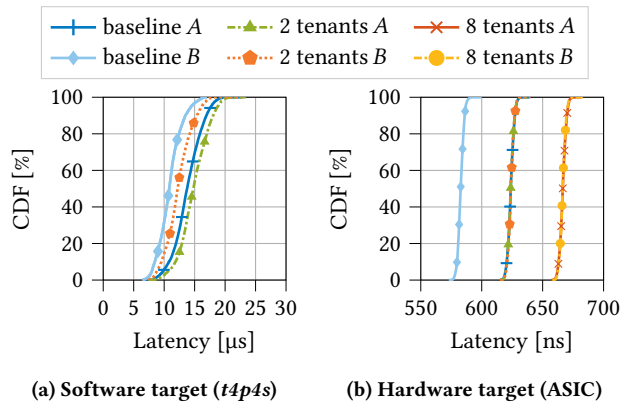 baseline A
2 tenants A
8 tenants A
baseline B
2 tenants B
8 tenants B
100
80
60
40
20
0
CDF [%]
0 5 10 15 20 25 30
Latency [µs]
(a) Software target (t4p4s)
100
80
60
40
20
0
CDF [%]
550 600 650 700
Latency [ns]
(b) Hardware target (ASIC)